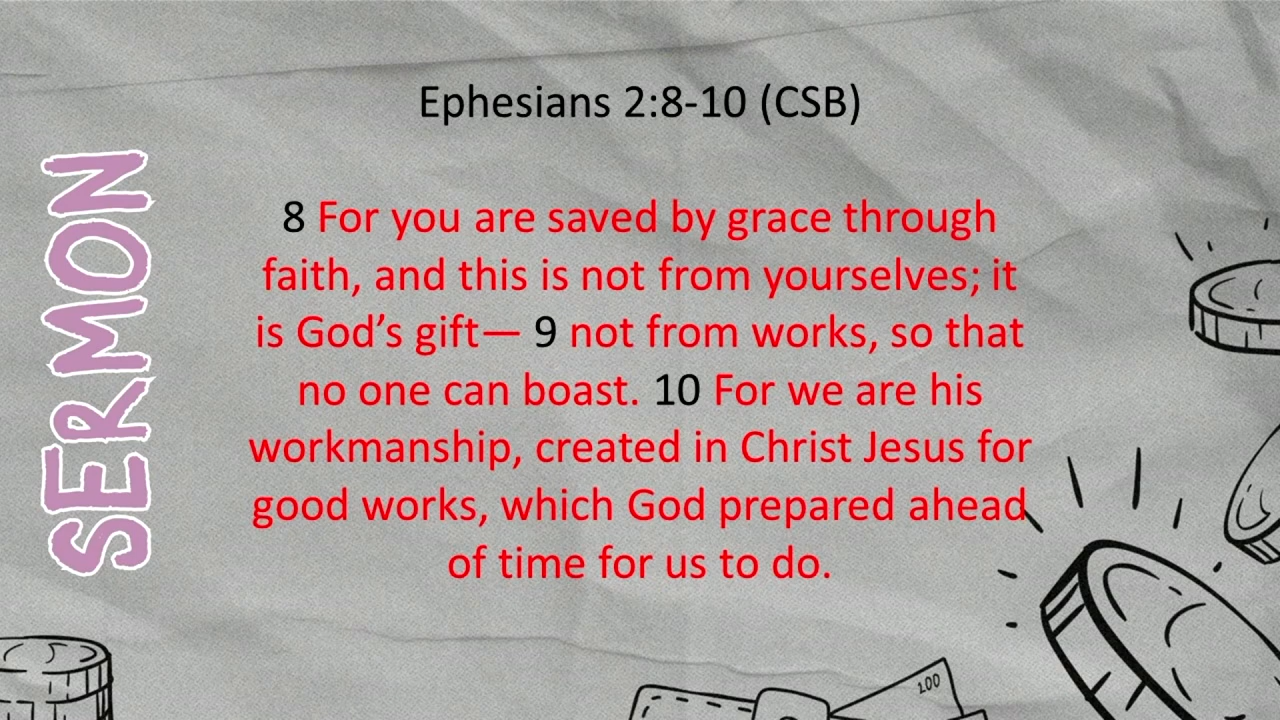 Ephesians 2:8-10 (CSB)
SERMON
8 For you are saved by grace through
faith, and this is not from yourselves; it
is God’s gift— 9 not from works, so that
no one can boast. 10 For we are his
workmanship, created in Christ Jesus for
good works, which God prepared ahead
of time for us to do.
100